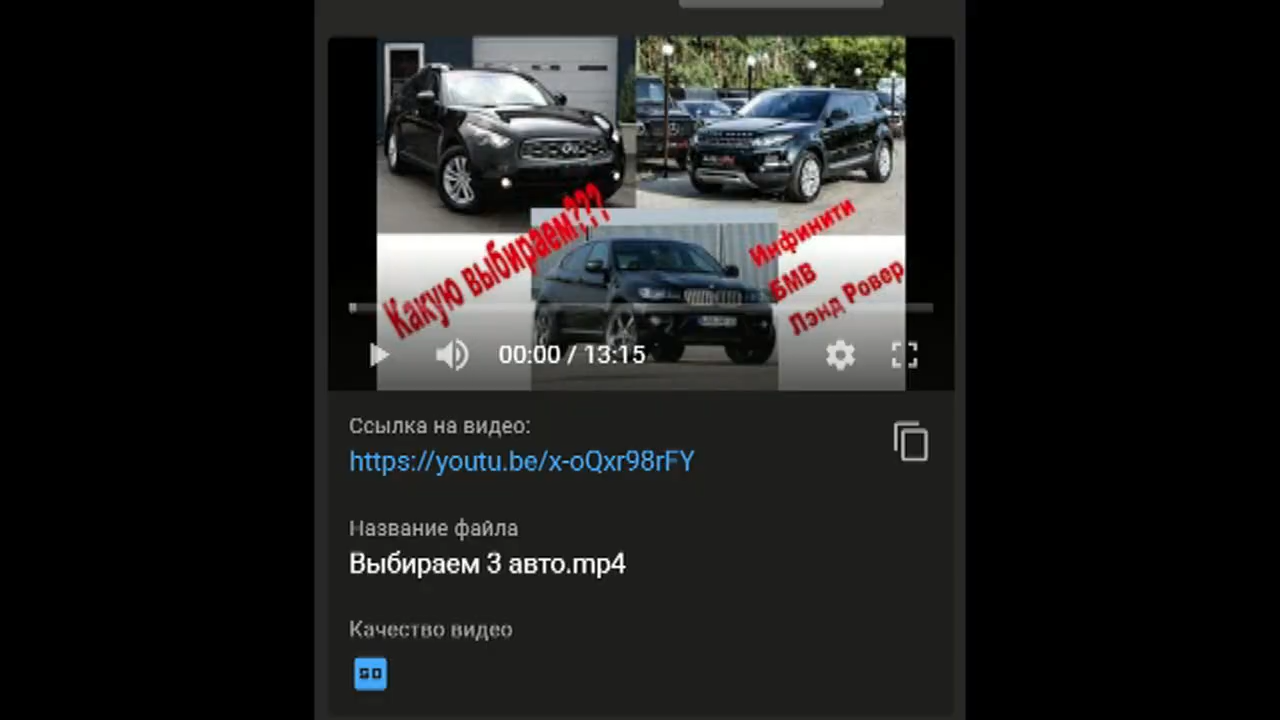 Какую выбираем???
Инфинити
БМВ
Лэнд Ровер
00:00 / 13:15
Ссылка на видео:
https://youtu.be/x-oQxr98rFY
Название файла
Выбираем 3 авто.mp4
Качество видео
SD